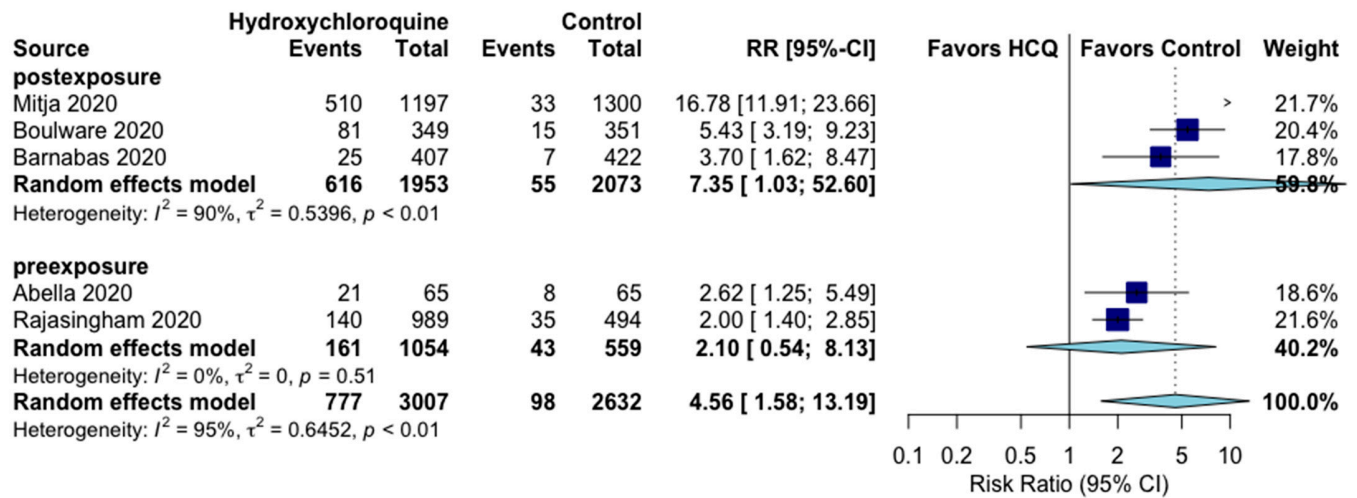 Hydroxychloroquine Control
Source Events Total Events Total RR [95%-CI] Favors HCQ Favors Control Weight
postexposure
Mitja 2020 510 1197 33 1300 16.78 [11.91; 23.66] 21.7%
Boulware 2020 81 349 15 351 5.43 [ 3.19; 9.23] 20.4%
Barnabas 2020 25 407 7 422 3.70 [ 1.62; 8.47] 17.8%
Random effects model 616 1953 55 2073 7.35 [ 1.03; 52.60] 59.8%
Heterogeneity: I² = 90%, τ² = 0.5396, p < 0.01
preexposure
Abella 2020 21 65 8 65 2.62 [ 1.25; 5.49] 18.6%
Rajasingham 2020 140 989 35 494 2.00 [ 1.40; 2.85] 21.6%
Random effects model 161 1054 43 559 2.10 [ 0.54; 8.13] 40.2%
Heterogeneity: I² = 0%, τ² = 0, p = 0.51
Random effects model 777 3007 98 2632 4.56 [ 1.58; 13.19] 100.0%
Heterogeneity: I² = 95%, τ² = 0.6452, p < 0.01
0.1 0.2 0.5 1 2 5 10
Risk Ratio (95% CI)